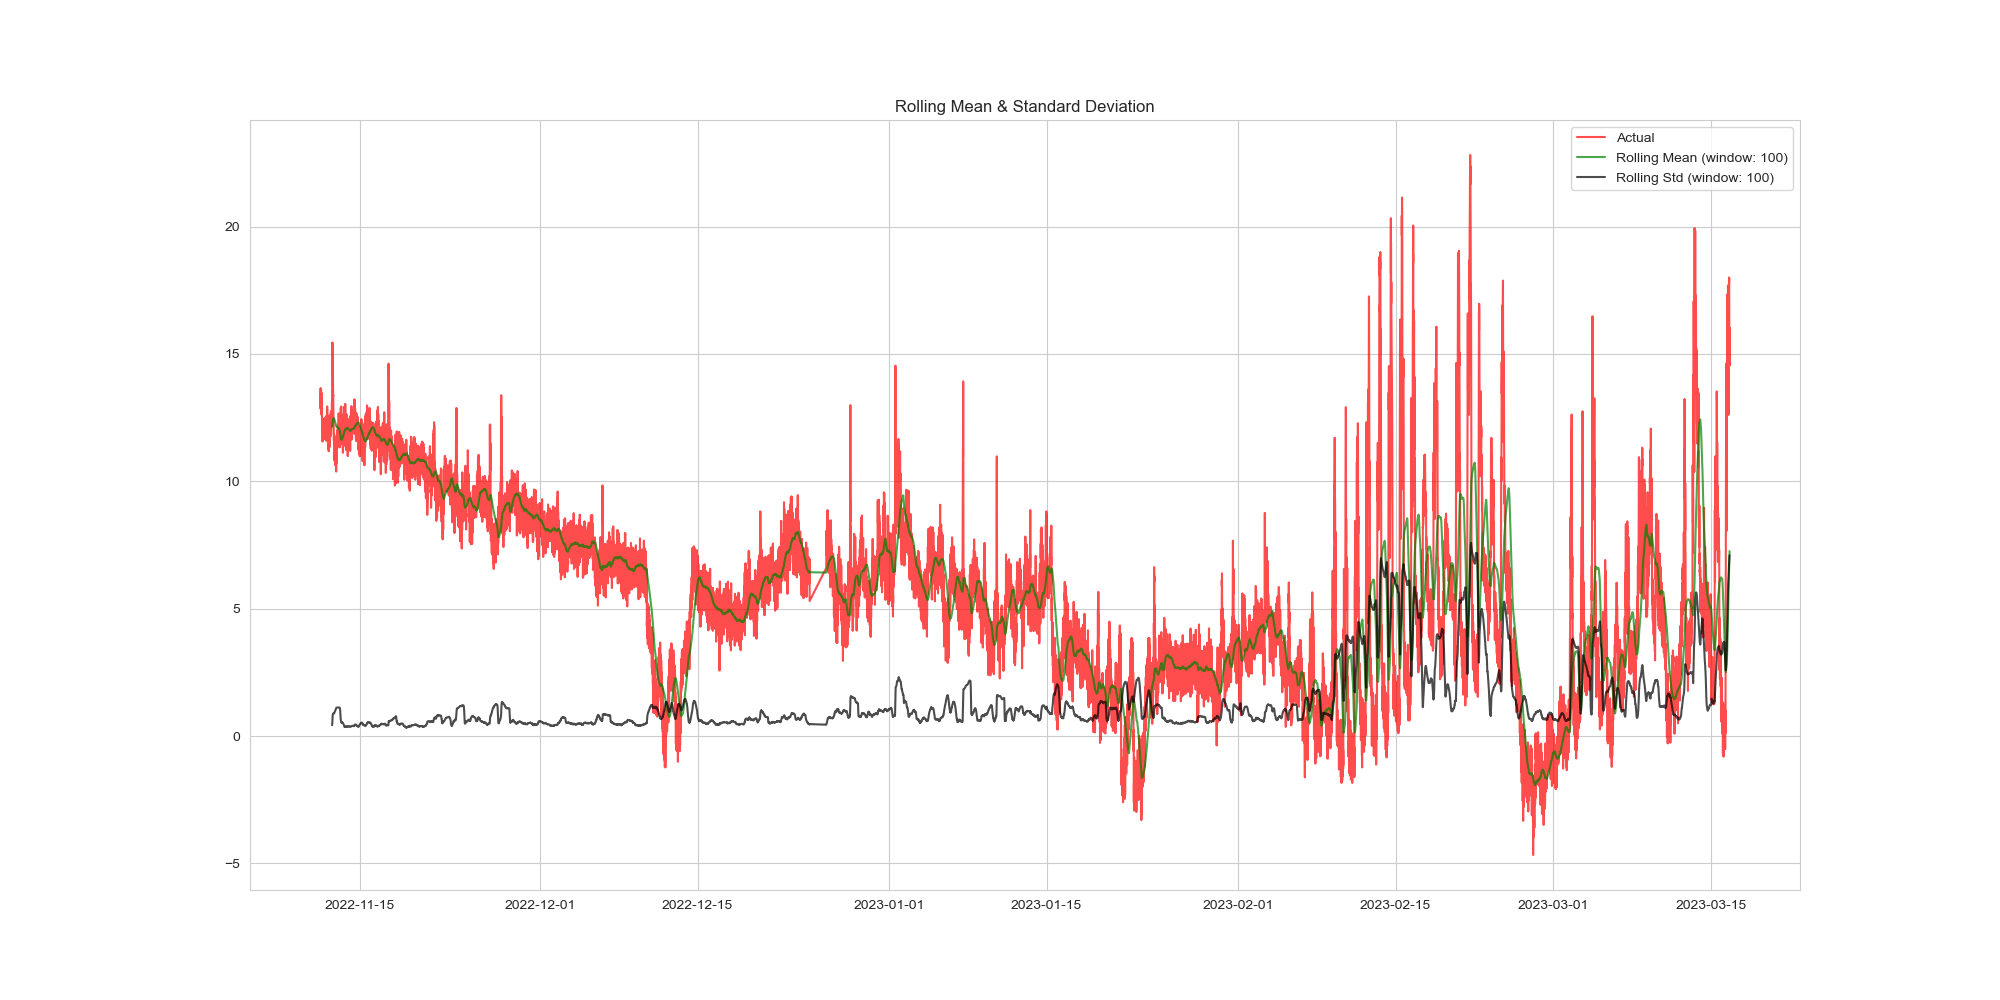 Rolling Mean & Standard Deviation
Actual
Rolling Mean (window: 100)
Rolling Std (window: 100)
20
15
10
5
0
−5
2022-11-15 2022-12-01 2022-12-15 2023-01-01 2023-01-15 2023-02-01 2023-02-15 2023-03-01 2023-03-15